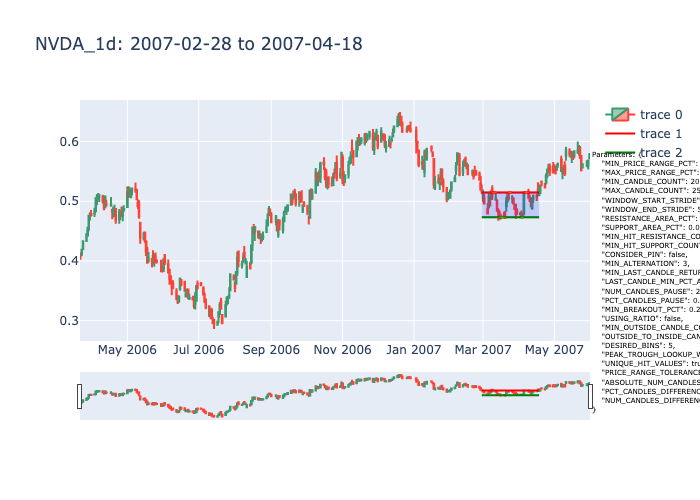 NVDA_1d: 2007-02-28 to 2007-04-18
trace 0
trace 1
trace 2
Parameters: {
"MIN_PRICE_RANGE_PCT":
"MAX_PRICE_RANGE_PCT":
"MIN_CANDLE_COUNT": 20
"MAX_CANDLE_COUNT": 25
"WINDOW_START_STRIDE"
"WINDOW_END_STRIDE": 5
"RESISTANCE_AREA_PCT":
"SUPPORT_AREA_PCT": 0.0
"MIN_HIT_RESISTANCE_CO
"MIN_HIT_SUPPORT_COUNT
"CONSIDER_PIN": false,
"MIN_ALTERNATION": 3,
"MIN_LAST_CANDLE_RETUR
"LAST_CANDLE_MIN_PCT_A
"NUM_CANDLES_PAUSE": 2
"PCT_CANDLES_PAUSE": 0.
"MIN_BREAKOUT_PCT": 0.2
"USING_RATIO": false,
"MIN_OUTSIDE_CANDLE_CO
"OUTSIDE_TO_INSIDE_CAN
"DESIRED_BINS": 5,
"PEAK_TROUGH_LOOKUP_W
"UNIQUE_HIT_VALUES": tru
"PRICE_RANGE_TOLERANC
"ABSOLUTE_NUM_CANDLES
"PCT_CANDLES_DIFFERENC
"NUM_CANDLES_DIFFEREN
}
0.6
0.5
0.4
0.3
May 2006
Jul 2006
Sep 2006
Nov 2006
Jan 2007
Mar 2007
May 2007